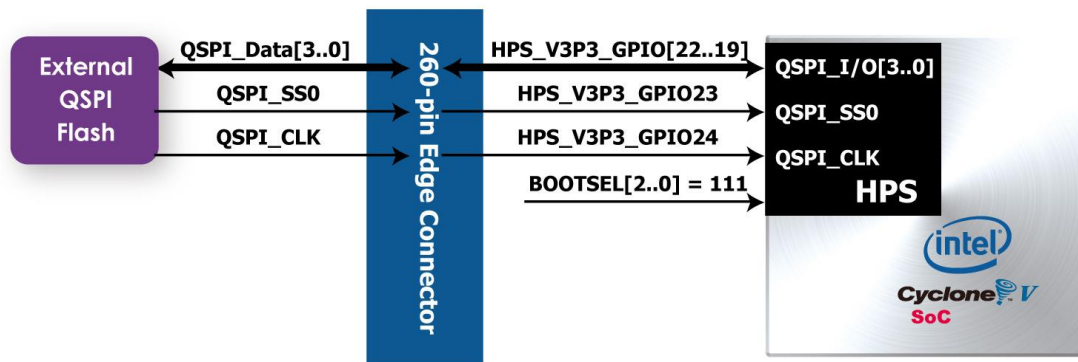 External
QSPI
Flash
QSPI_Data[3..0]
QSPI_SS0
QSPI_CLK
260-pin Edge Connector
HPS_V3P3_GPIO[22..19]
HPS_V3P3_GPIO23
HPS_V3P3_GPIO24
BOOTSEL[2..0] = 111
QSPI_I/O[3..0]
QSPI_SS0
QSPI_CLK
HPS
intel
Cyclone V
SoC